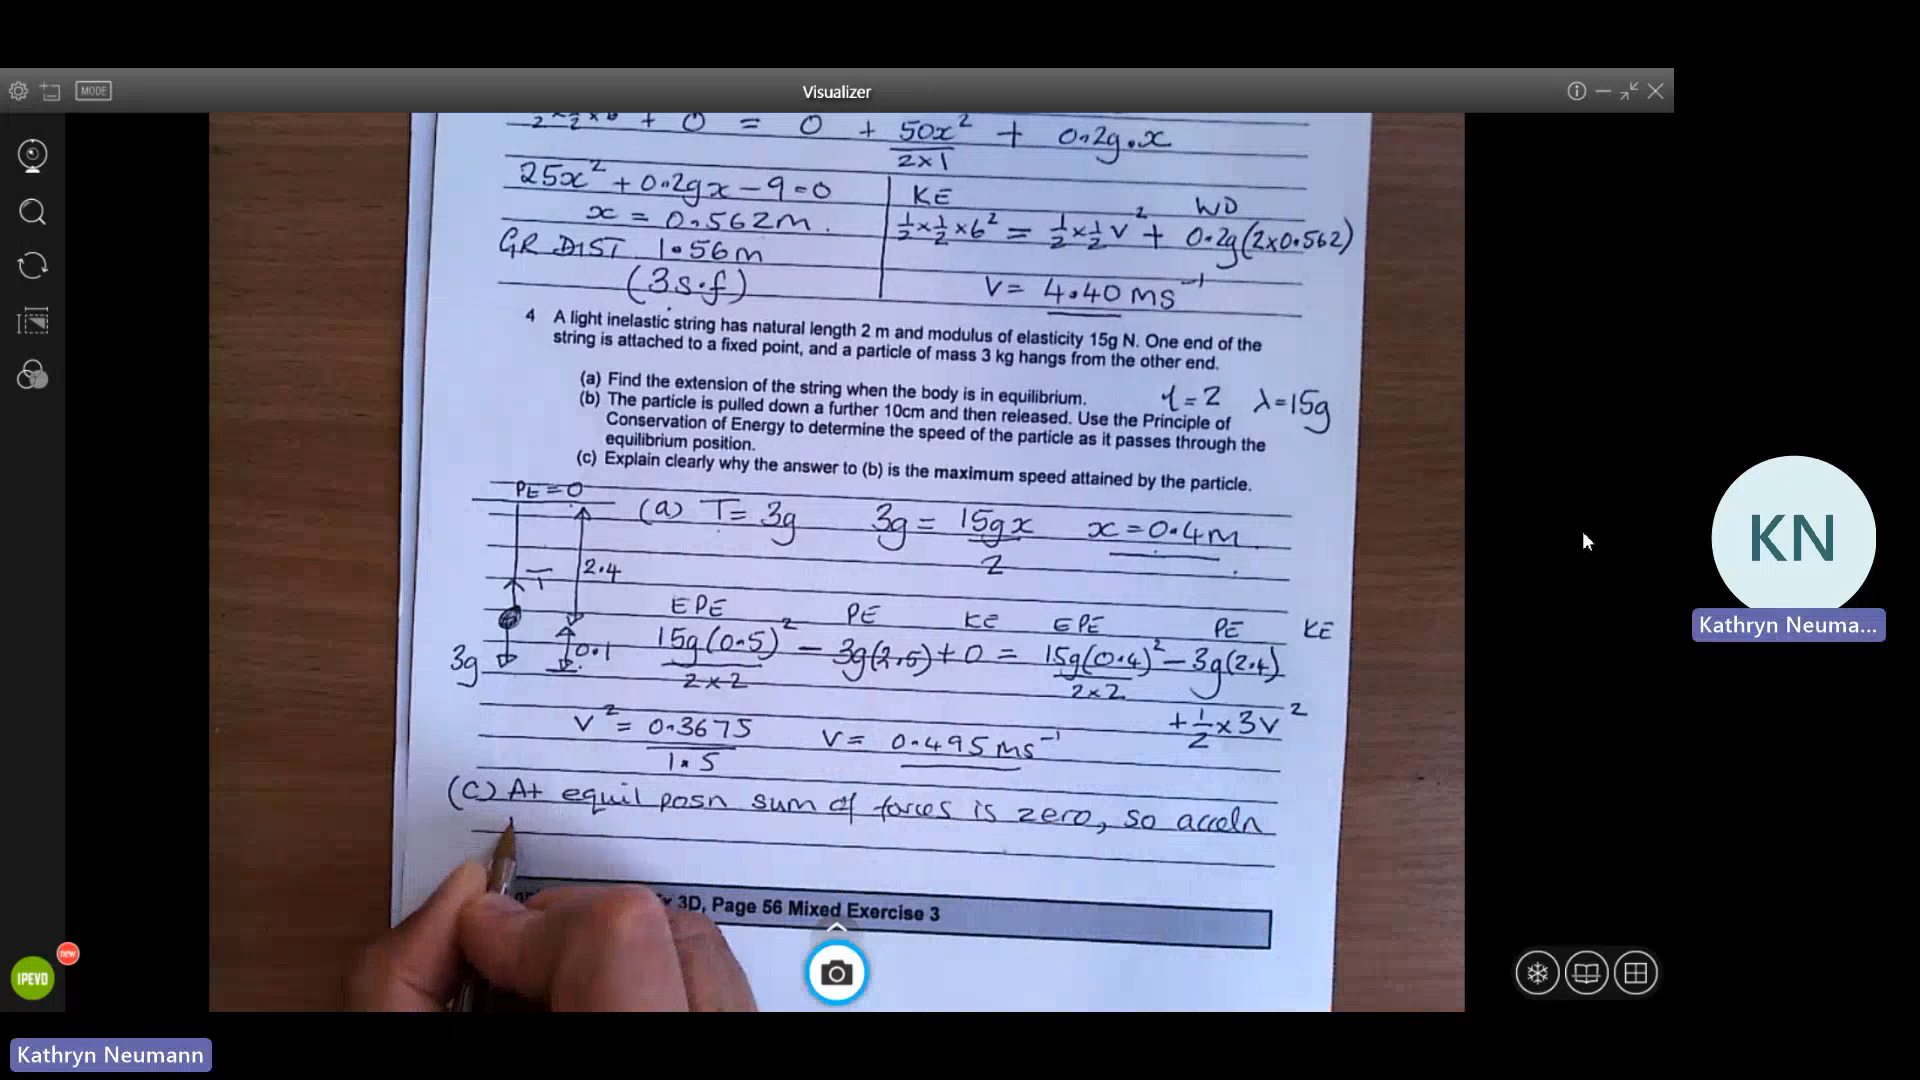 MODE
Visualizer
+ 0 = 0 + 50x² + 0.2g.x
2×1
25x² + 0.2gx - 9 = 0
x = 0.562m.
GR DIST 1.56m
(3s.f)
KE WD
½×½×6² = ½×½V² + 0.2g(2×0.562)
V = 4.40 ms⁻¹
4 A light inelastic string has natural length 2 m and modulus of elasticity 15g N. One end of the
string is attached to a fixed point, and a particle of mass 3 kg hangs from the other end.
(a) Find the extension of the string when the body is in equilibrium.
(b) The particle is pulled down a further 10cm and then released. Use the Principle of
Conservation of Energy to determine the speed of the particle as it passes through the
equilibrium position.
(c) Explain clearly why the answer to (b) is the maximum speed attained by the particle.
l = 2 λ = 15g
PE = 0
(a) T = 3g 3g = 15gx x = 0.4m.
2
T 2.4
EPE PE KE EPE PE KE
15g(0.5)² - 3g(2.5) + 0 = 15g(0.4)² - 3g(2.4)
2×2 2×2
3g 0.1
+ ½ × 3V²
V² = 0.3675 V = 0.495 ms⁻¹
1.5
(c) At equil posn sum of forces is zero, so acceln
3D, Page 56 Mixed Exercise 3
KN
Kathryn Neuma...
new
IPEVO
Kathryn Neumann